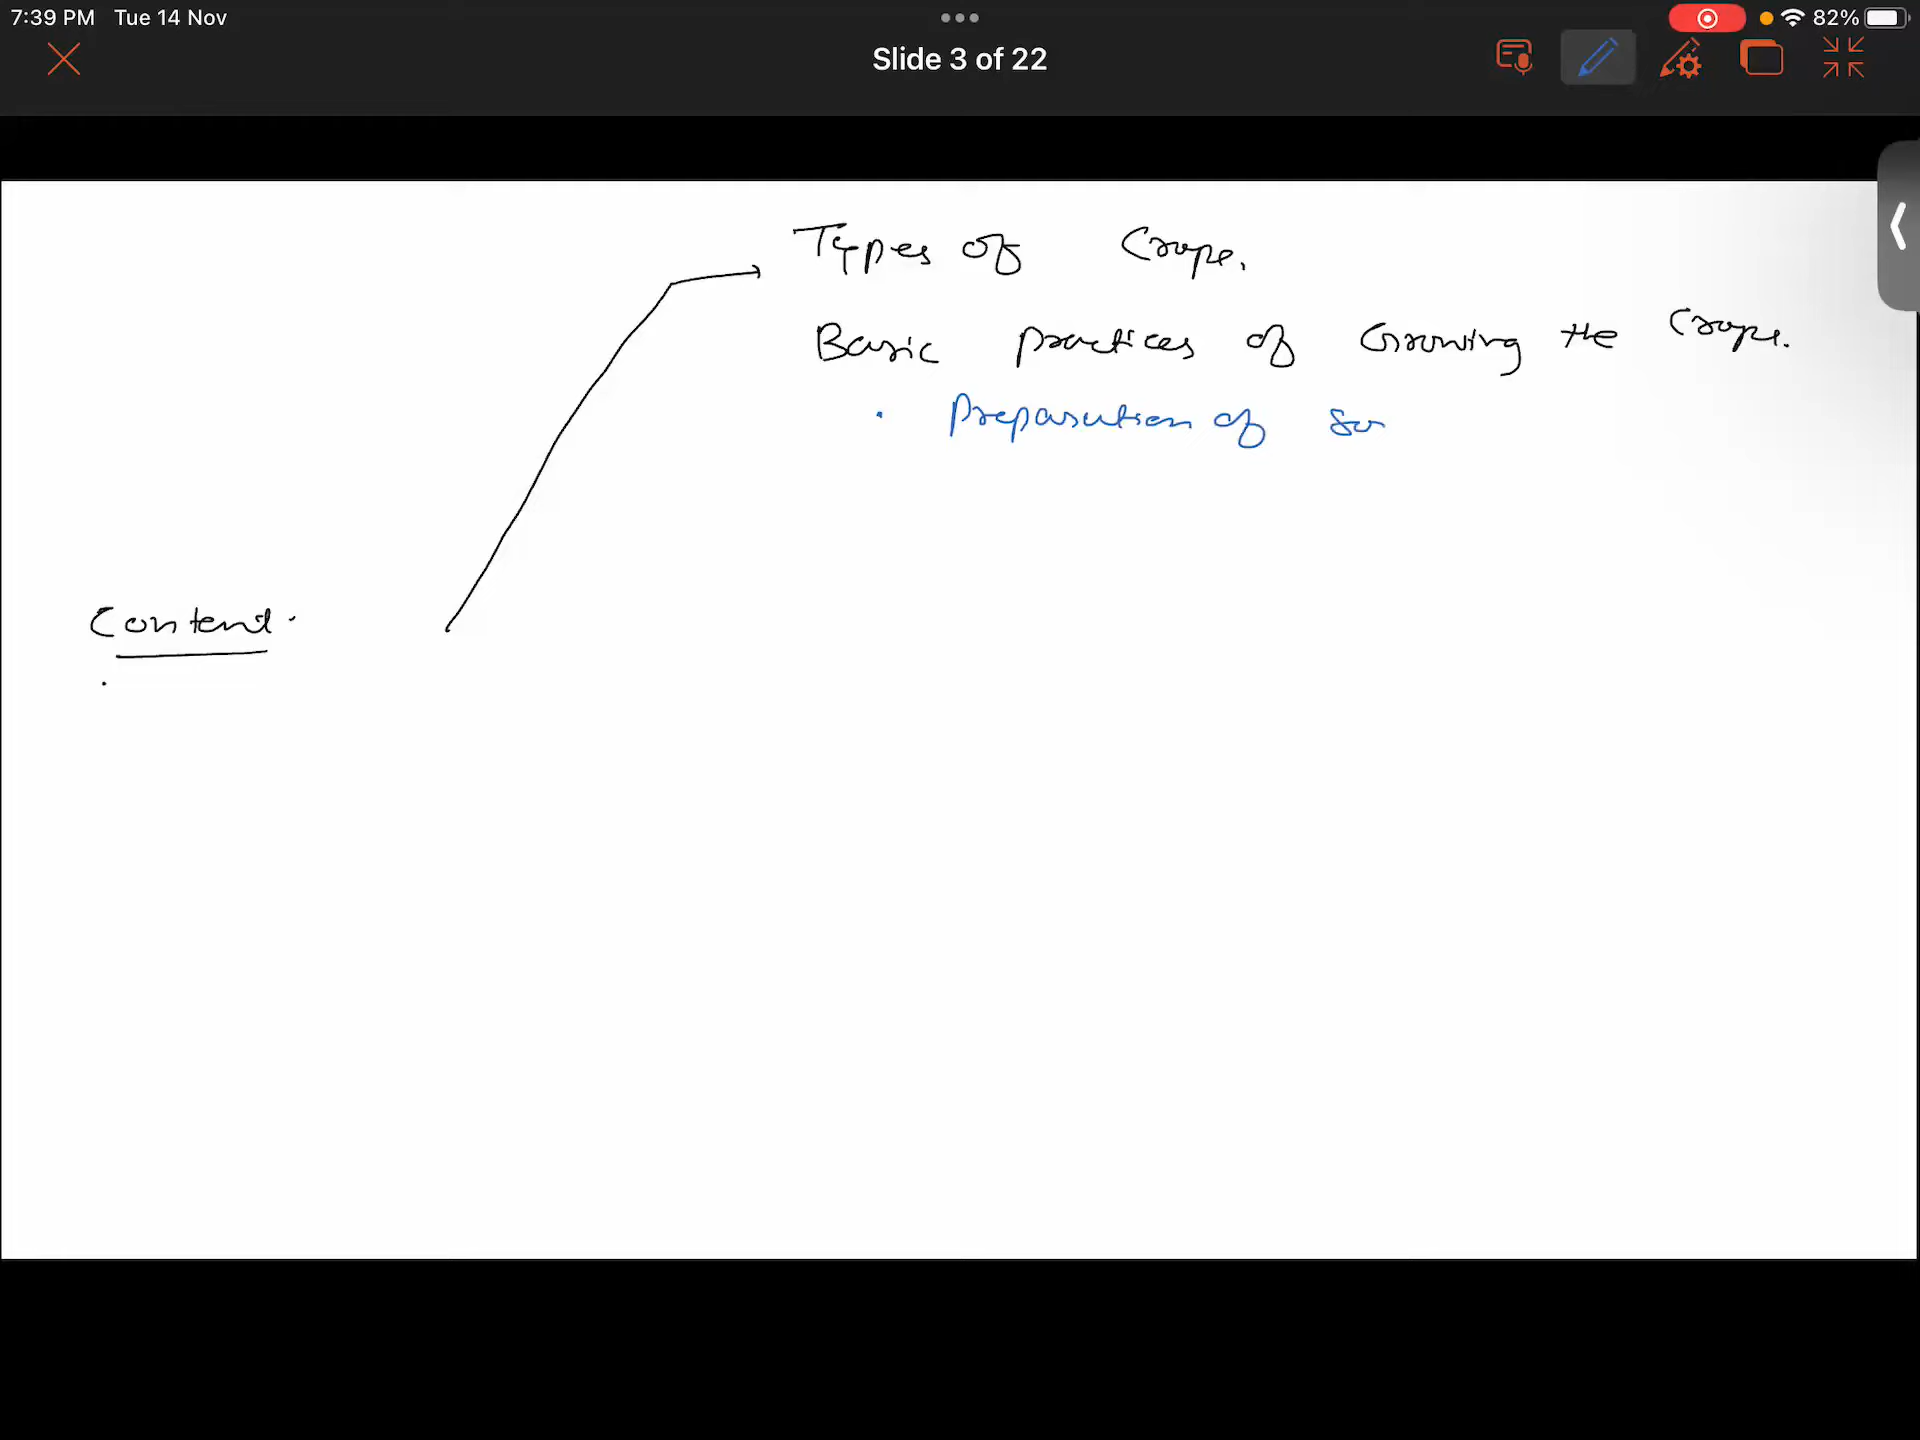 7:39 PM Tue 14 Nov
82%
Slide 3 of 22
Types of Crops.
Basic practices of Growing the Crops.
• Preparation of So
Content.